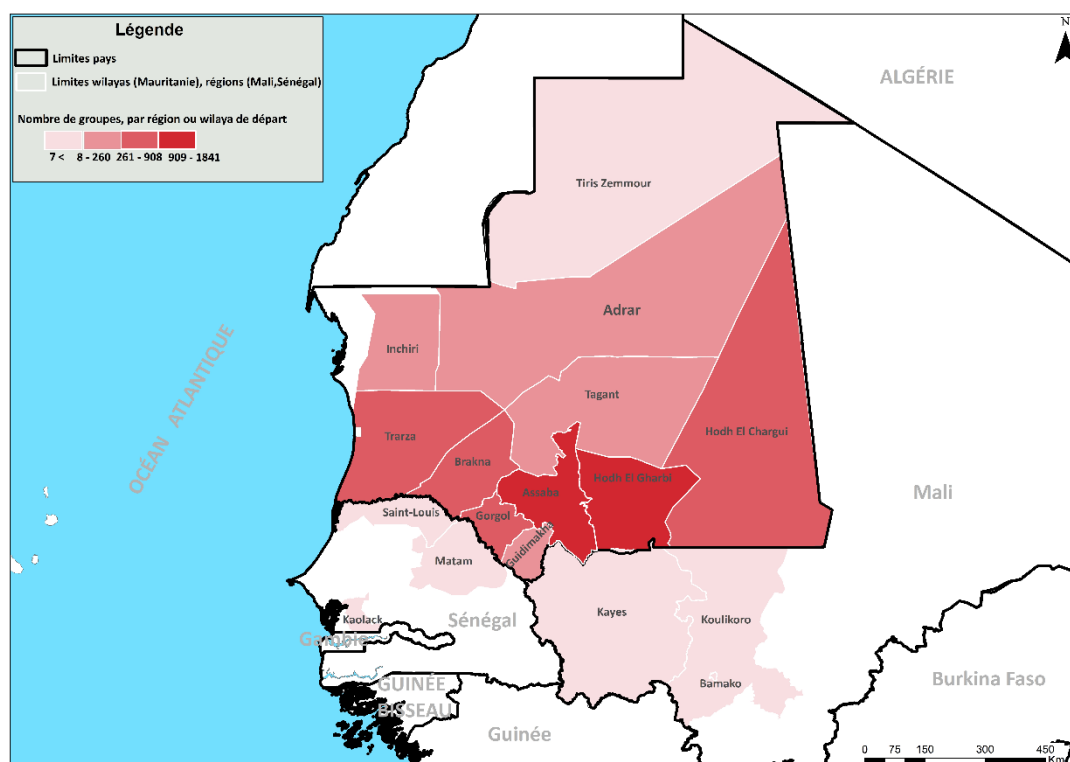 Légende
Limites pays
Limites wilayas (Mauritanie), régions (Mali,Sénégal)
Nombre de groupes, par région ou wilaya de départ
7 < 8 - 260 261 - 908 909 - 1841
N
ALGÉRIE
Tiris Zemmour
Adrar
Inchiri
OCÉAN ATLANTIQUE
Tagant
Trarza
Hodh El Chargui
Brakna
Hodh El Gharbi
Assaba
Mali
Saint-Louis
Gorgol
Guidimakha
Matam
Kayes
Sénégal
Kaolack
Koulikoro
Gambie
Bamako
Burkina Faso
GUINÉE
BISSEAU
Guinée
0 75 150 300 450
Km